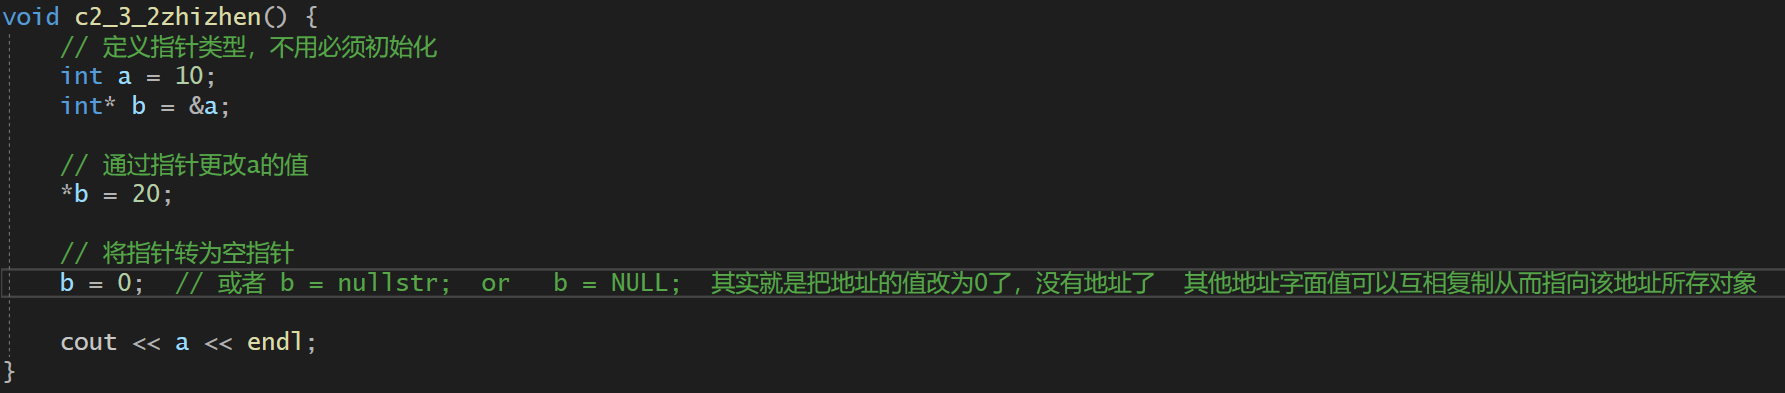 void c2_3_2zhizhen() {
// 定义指针类型，不用必须初始化
int a = 10;
int* b = &a;
// 通过指针更改a的值
*b = 20;
// 将指针转为空指针
b = 0;  // 或者 b = nullstr;  or   b = NULL;  其实就是把地址的值改为0了，没有地址了  其他地址字面值可以互相复制从而指向该地址所存对象
cout << a << endl;
}